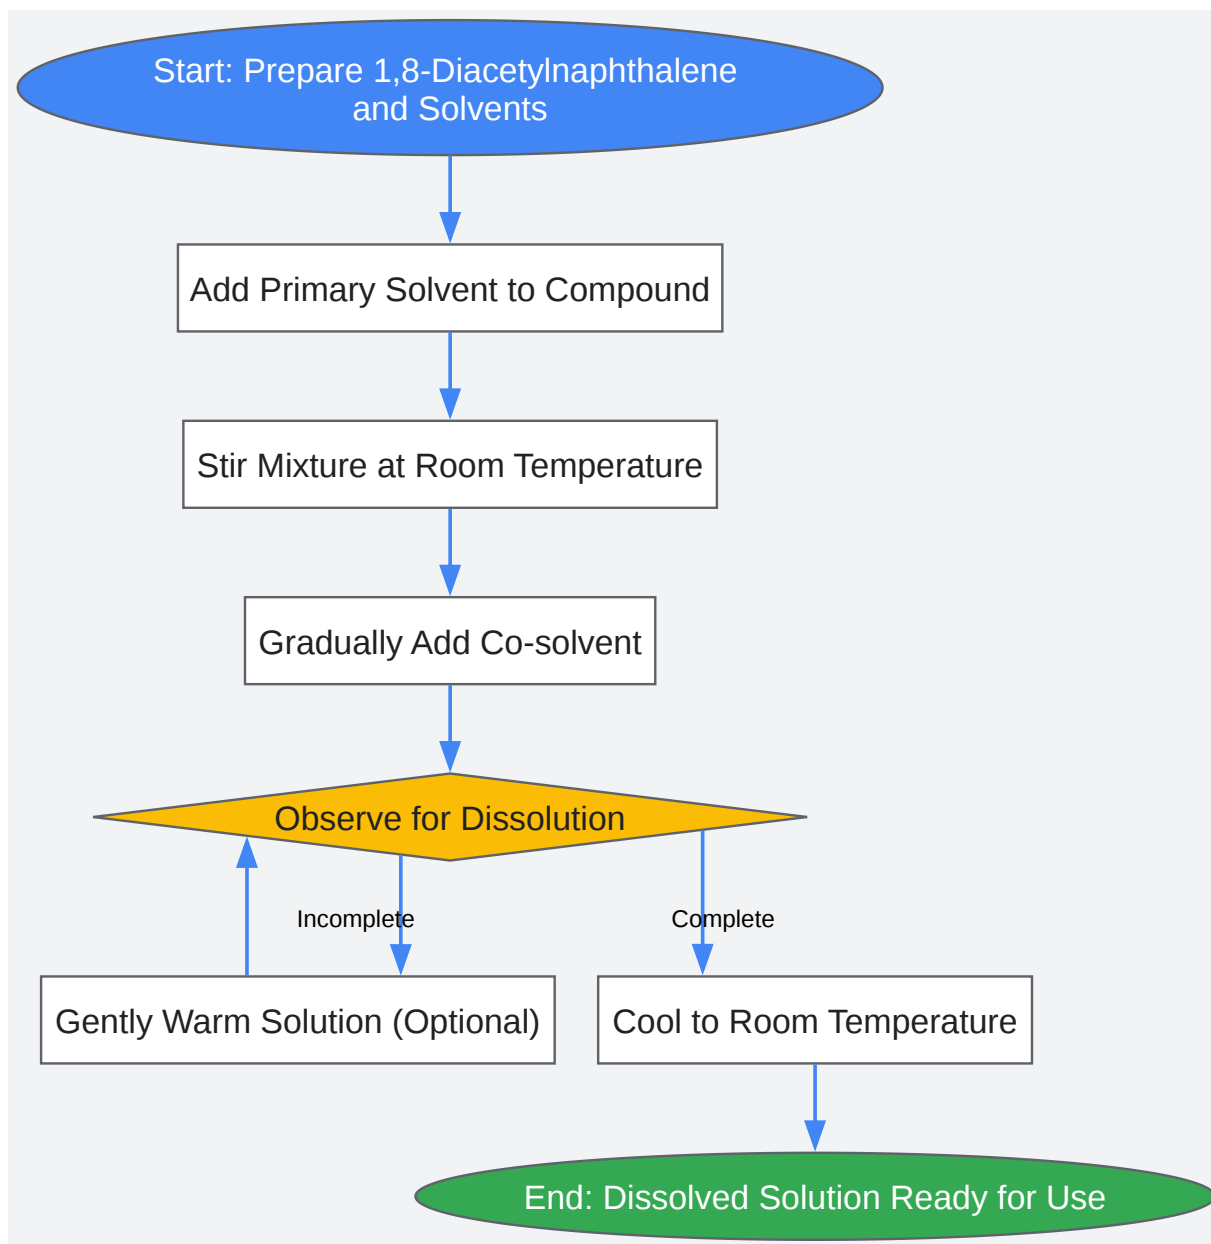 Start: Prepare 1,8-Diacetylnaphthalene
and Solvents
Add Primary Solvent to Compound
Stir Mixture at Room Temperature
Gradually Add Co-solvent
Observe for Dissolution
Incomplete
Complete
Gently Warm Solution (Optional)
Cool to Room Temperature
End: Dissolved Solution Ready for Use